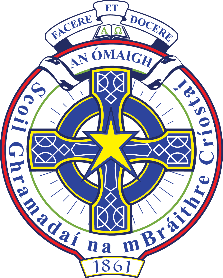 FACERE ET DOCERE
Α Ω
AN ÓMAIGH
Scoil Ghramadaí na mBráithre Críostaí
1861